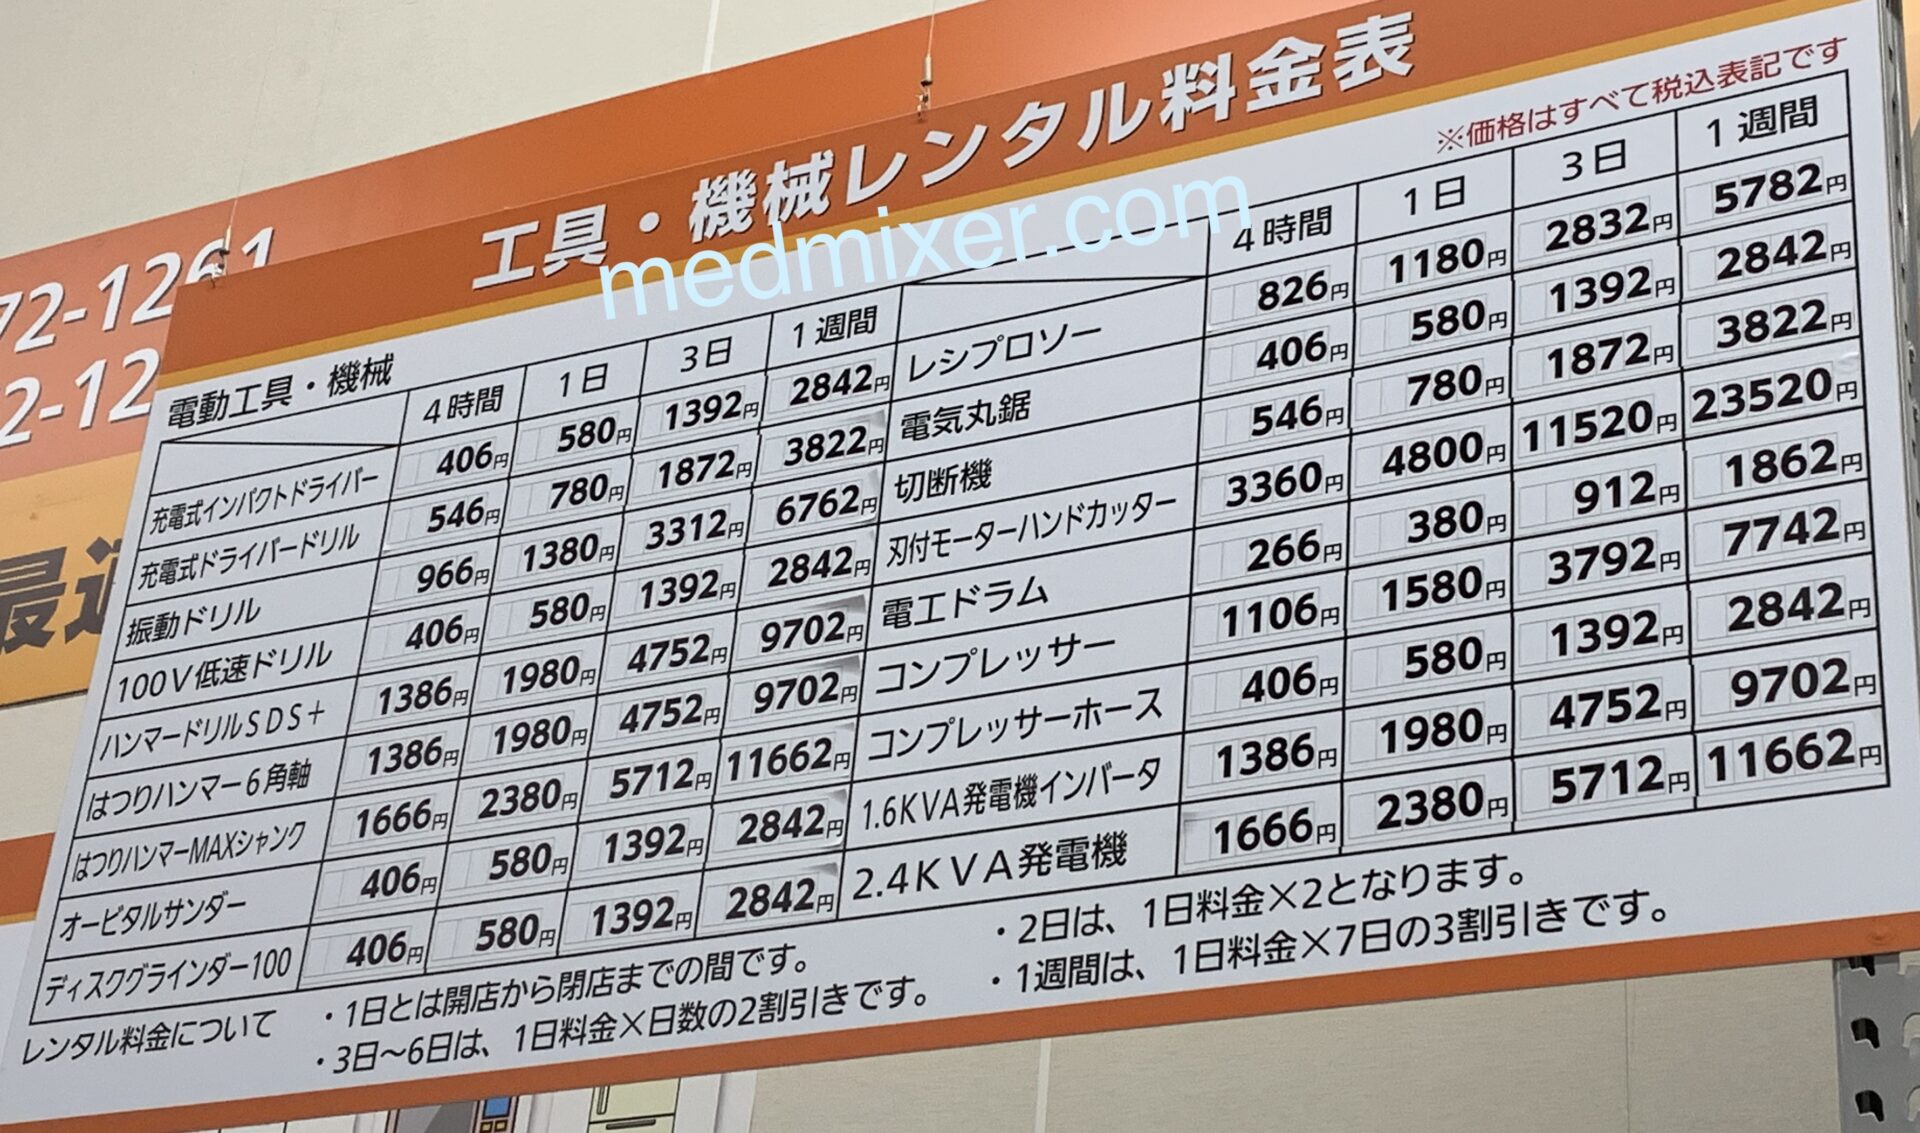 72-1261
2-12
最
工具・機械レンタル料金表
medmixer.com
※価格はすべて税込表記です
電動工具・機械
4時間 1日 3日 1週間
充電式インパクトドライバー 406円 580円 1392円 2842円
充電式ドライバードリル 546円 780円 1872円 3822円
振動ドリル 966円 1380円 3312円 6762円
100V低速ドリル 406円 580円 1392円 2842円
ハンマードリルSDS+ 1386円 1980円 4752円 9702円
はつりハンマー6角軸 1386円 1980円 4752円 9702円
はつりハンマーMAXシャンク 1666円 2380円 5712円 11662円
オービタルサンダー 406円 580円 1392円 2842円
ディスクグラインダー100 406円 580円 1392円 2842円
4時間 1日 3日 1週間
レシプロソー 826円 1180円 2832円 5782円
電気丸鋸 406円 580円 1392円 2842円
切断機 546円 780円 1872円 3822円
刃付モーターハンドカッター 3360円 4800円 11520円 23520円
電工ドラム 266円 380円 912円 1862円
コンプレッサー 1106円 1580円 3792円 7742円
コンプレッサーホース 406円 580円 1392円 2842円
1.6KVA発電機インバータ 1386円 1980円 4752円 9702円
2.4KVA発電機 1666円 2380円 5712円 11662円
レンタル料金について
・1日とは開店から閉店までの間です。
・3日〜6日は、1日料金×日数の2割引きです。
・2日は、1日料金×2となります。
・1週間は、1日料金×7日の3割引きです。